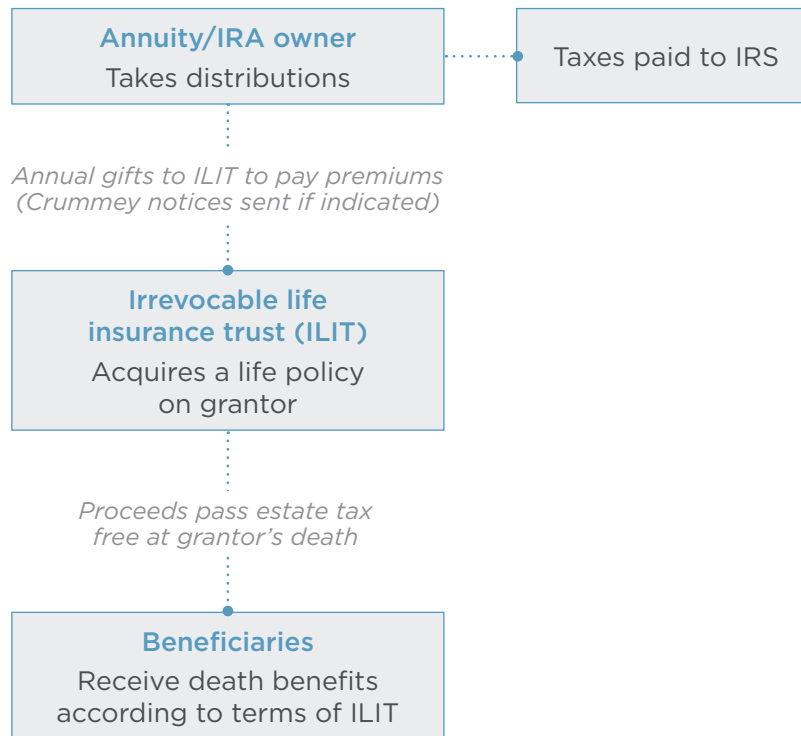 Annuity/IRA owner
Takes distributions
Taxes paid to IRS
Annual gifts to ILIT to pay premiums
(Crummey notices sent if indicated)
Irrevocable life
insurance trust (ILIT)
Acquires a life policy
on grantor
Proceeds pass estate tax
free at grantor’s death
Beneficiaries
Receive death benefits
according to terms of ILIT